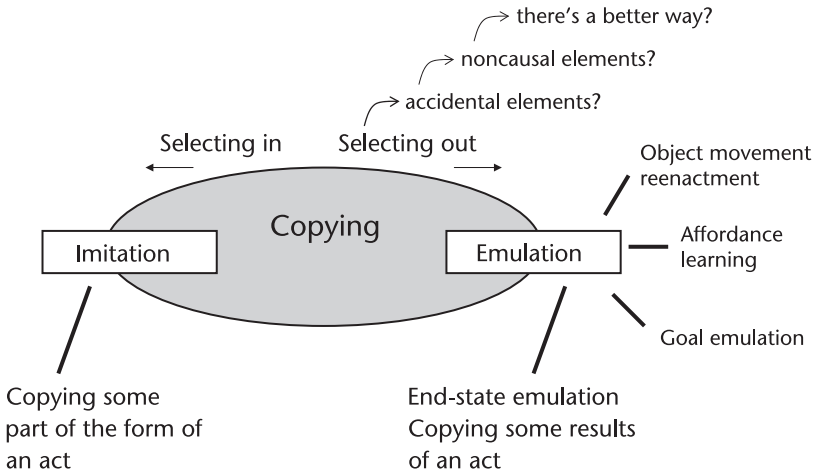 there's a better way?
noncausal elements?
accidental elements?
Selecting in
Selecting out
Object movement
reenactment
Copying
Imitation
Emulation
Affordance
learning
Goal emulation
Copying some
part of the form of
an act
End-state emulation
Copying some results
of an act